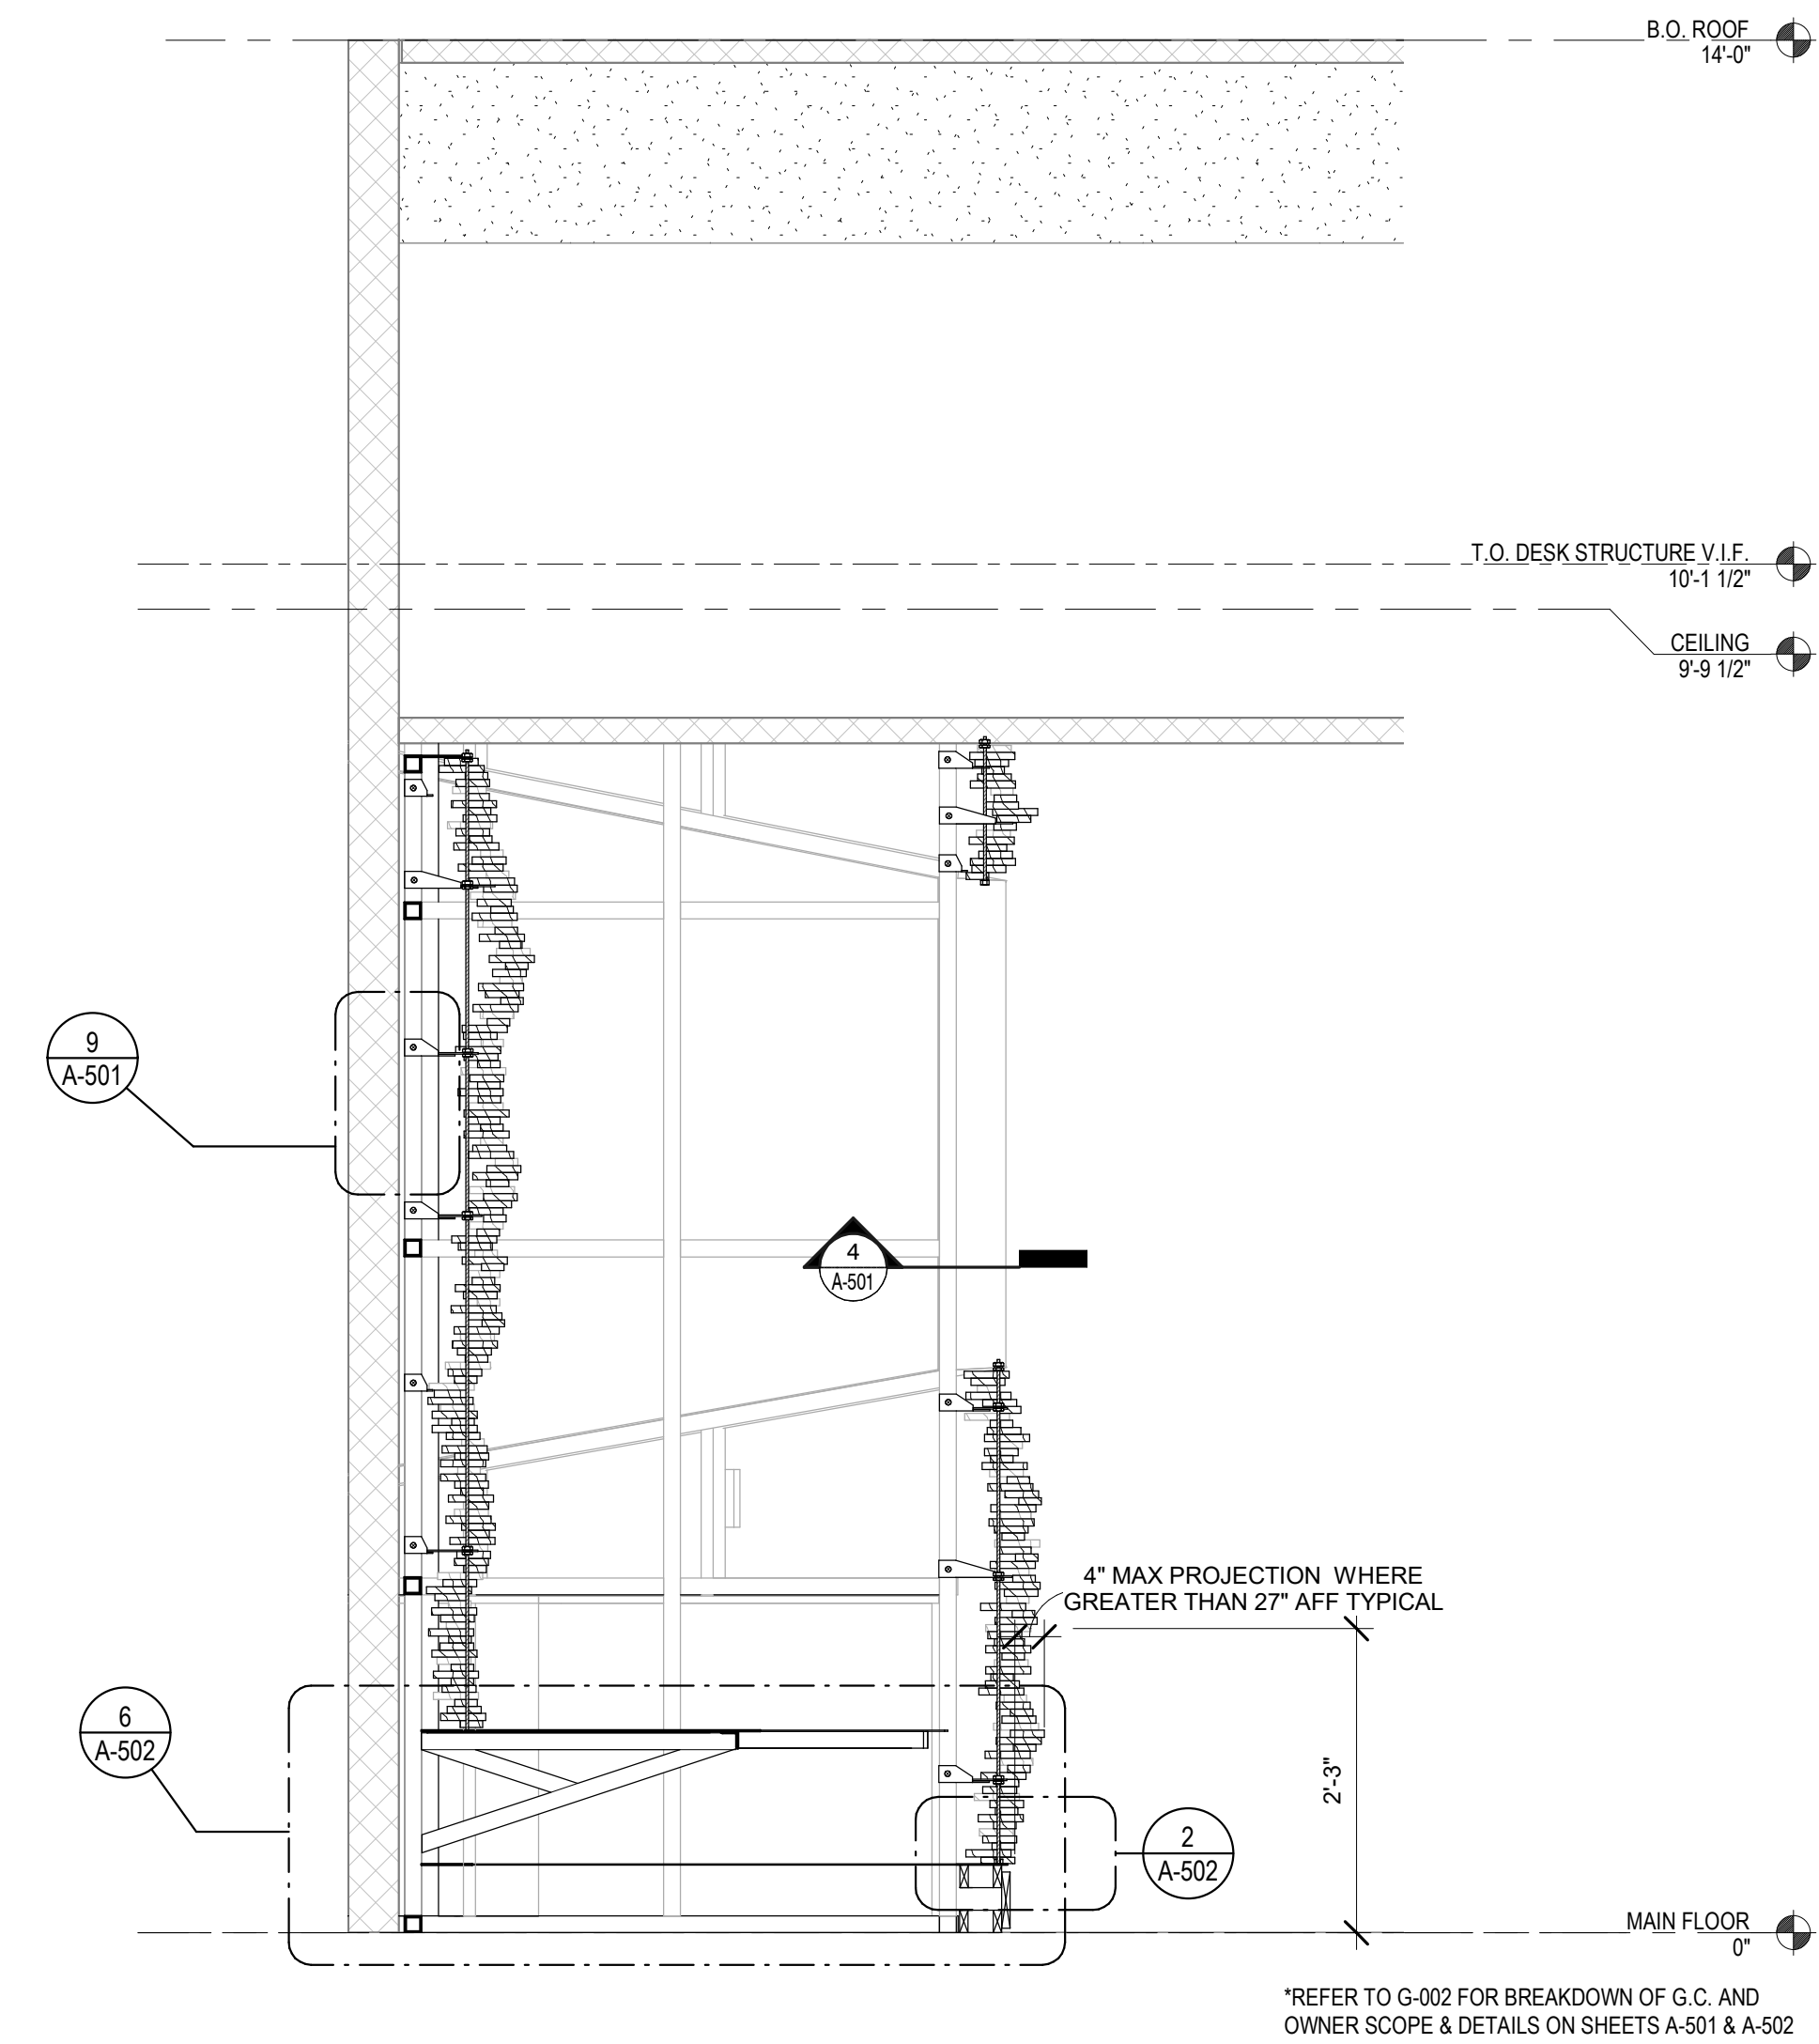 B.O. ROOF
14'-0"
T.O. DESK STRUCTURE V.I.F.
10'-1 1/2"
CEILING
9'-9 1/2"
9
A-501
4
A-501
4" MAX PROJECTION WHERE
GREATER THAN 27" AFF TYPICAL
6
A-502
2'-3"
2
A-502
MAIN FLOOR
0"
*REFER TO G-002 FOR BREAKDOWN OF G.C. AND
OWNER SCOPE & DETAILS ON SHEETS A-501 & A-502